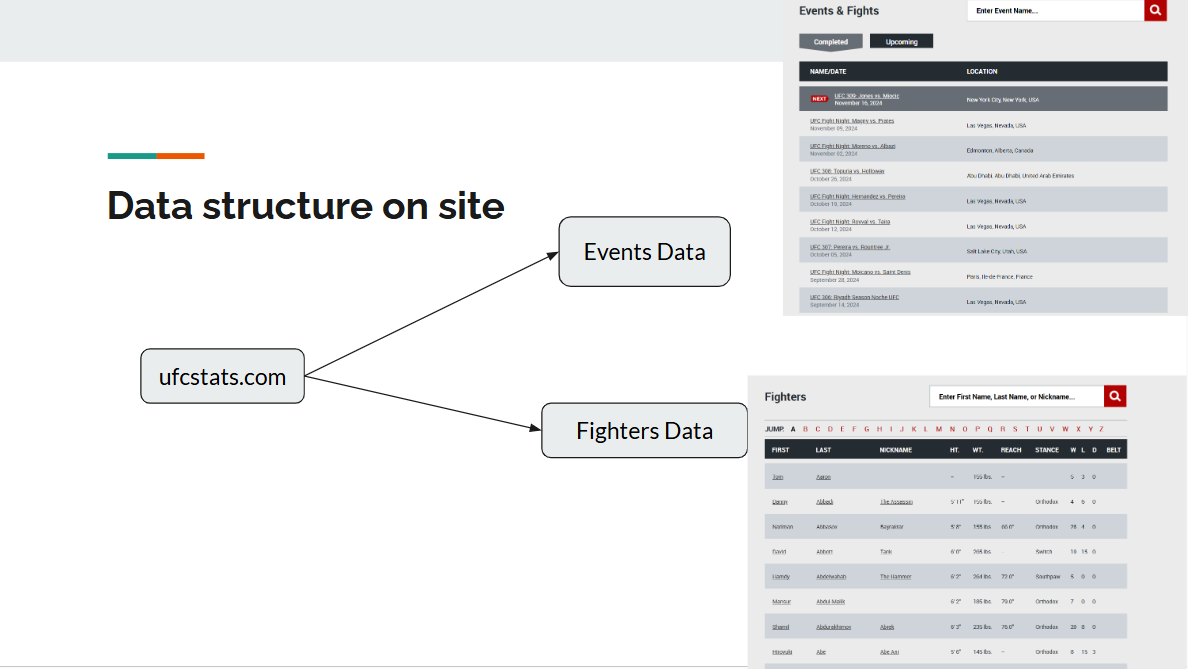 Data structure on site
ufcstats.com
Events Data
Fighters Data
Events & Fights
Enter Event Name...
Completed Upcoming
NAME/DATE LOCATION
NEXT UFC 309: Jones vs. Miocic
November 16, 2024 New York City, New York, USA
UFC Fight Night: Magny vs. Prates
November 09, 2024 Las Vegas, Nevada, USA
UFC Fight Night: Moreno vs. Albazi
November 02, 2024 Edmonton, Alberta, Canada
UFC 308: Topuria vs. Holloway
October 26, 2024 Abu Dhabi, Abu Dhabi, United Arab Emirates
UFC Fight Night: Hernandez vs. Pereira
October 19, 2024 Las Vegas, Nevada, USA
UFC Fight Night: Royval vs. Taira
October 12, 2024 Las Vegas, Nevada, USA
UFC 307: Pereira vs. Rountree Jr.
October 05, 2024 Salt Lake City, Utah, USA
UFC Fight Night: Moicano vs. Saint Denis
September 28, 2024 Paris, Ile-de-France, France
UFC 306: Riyadh Season Noche UFC
September 14, 2024 Las Vegas, Nevada, USA
Fighters
Enter First Name, Last Name, or Nickname...
JUMP: A B C D E F G H I J K L M N O P Q R S T U V W X Y Z
FIRST LAST NICKNAME HT. WT. REACH STANCE W L D BELT
Tom Aaron -- 155 lbs. -- 5 3 0
Danny Abbadi The Assassin 5' 11" 155 lbs. -- Orthodox 4 6 0
Nariman Abbasov Bayraktar 5' 8" 155 lbs. 66.0" Orthodox 28 4 0
David Abbott Tank 6' 0" 265 lbs. -- Switch 10 15 0
Hamdy Abdelwahab The Hammer 6' 2" 264 lbs. 72.0" Southpaw 5 0 0
Mansur Abdul-Malik 6' 2" 185 lbs. 79.0" Orthodox 7 0 0
Shamil Abdurakhimov Abrek 6' 3" 235 lbs. 76.0" Orthodox 20 8 0
Hiroyuki Abe Abe Ani 5' 6" 145 lbs. -- Orthodox 8 15 3